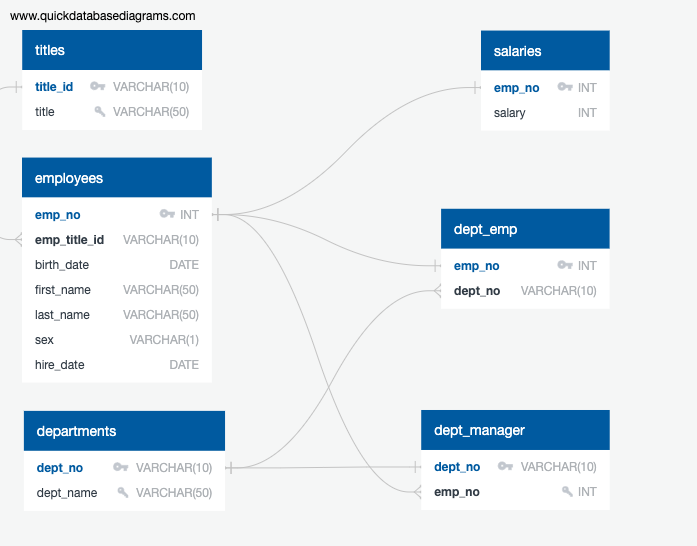 www.quickdatabasediagrams.com
titles
title_id VARCHAR(10)
title VARCHAR(50)
salaries
emp_no INT
salary INT
employees
emp_no INT
emp_title_id VARCHAR(10)
birth_date DATE
first_name VARCHAR(50)
last_name VARCHAR(50)
sex VARCHAR(1)
hire_date DATE
dept_emp
emp_no INT
dept_no VARCHAR(10)
departments
dept_no VARCHAR(10)
dept_name VARCHAR(50)
dept_manager
dept_no VARCHAR(10)
emp_no INT